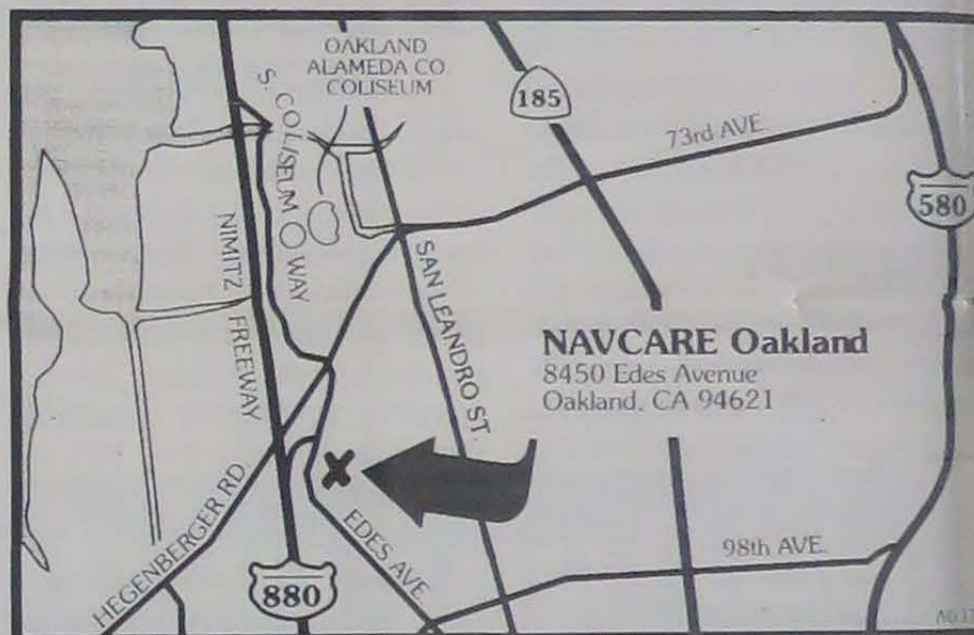 OAKLAND
ALAMEDA CO.
COLISEUM
185
73rd AVE
580
S. COLISEUM WAY
NIMITZ FREEWAY
SAN LEANDRO ST.
NAVCARE Oakland
8450 Edes Avenue
Oakland, CA 94621
HEGENBERGER RD
EDES AVE.
98th AVE.
880